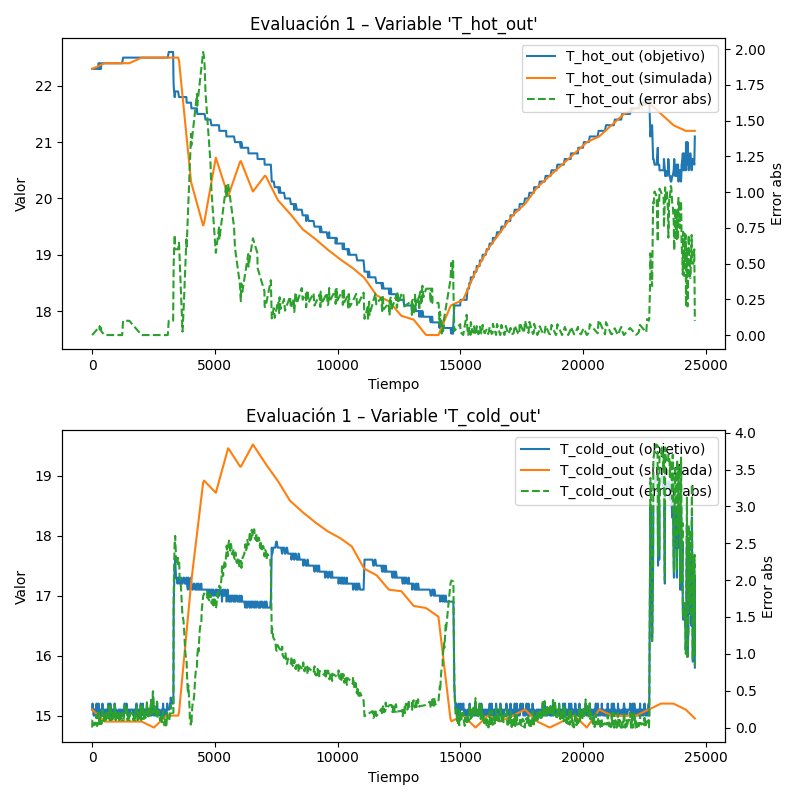 Evaluación 1 – Variable 'T_hot_out'
T_hot_out (objetivo)
T_hot_out (simulada)
T_hot_out (error abs)
Valor
22
21
20
19
18
2.00
1.75
1.50
1.25
1.00
0.75
0.50
0.25
0.00
Error abs
0 5000 10000 15000 20000 25000
Tiempo
Evaluación 1 – Variable 'T_cold_out'
T_cold_out (objetivo)
T_cold_out (simulada)
T_cold_out (error abs)
Valor
19
18
17
16
15
4.0
3.5
3.0
2.5
2.0
1.5
1.0
0.5
0.0
Error abs
0 5000 10000 15000 20000 25000
Tiempo